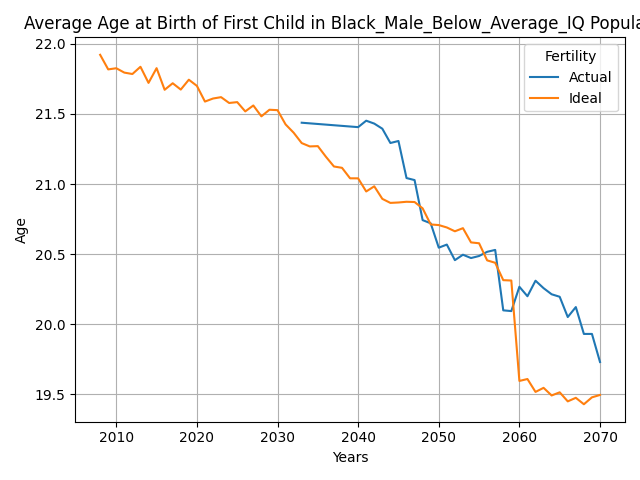 Average Age at Birth of First Child in Black_Male_Below_Average_IQ Popula
22.0
21.5
21.0
20.5
20.0
19.5
Age
Fertility
Actual
Ideal
2010 2020 2030 2040 2050 2060 2070
Years